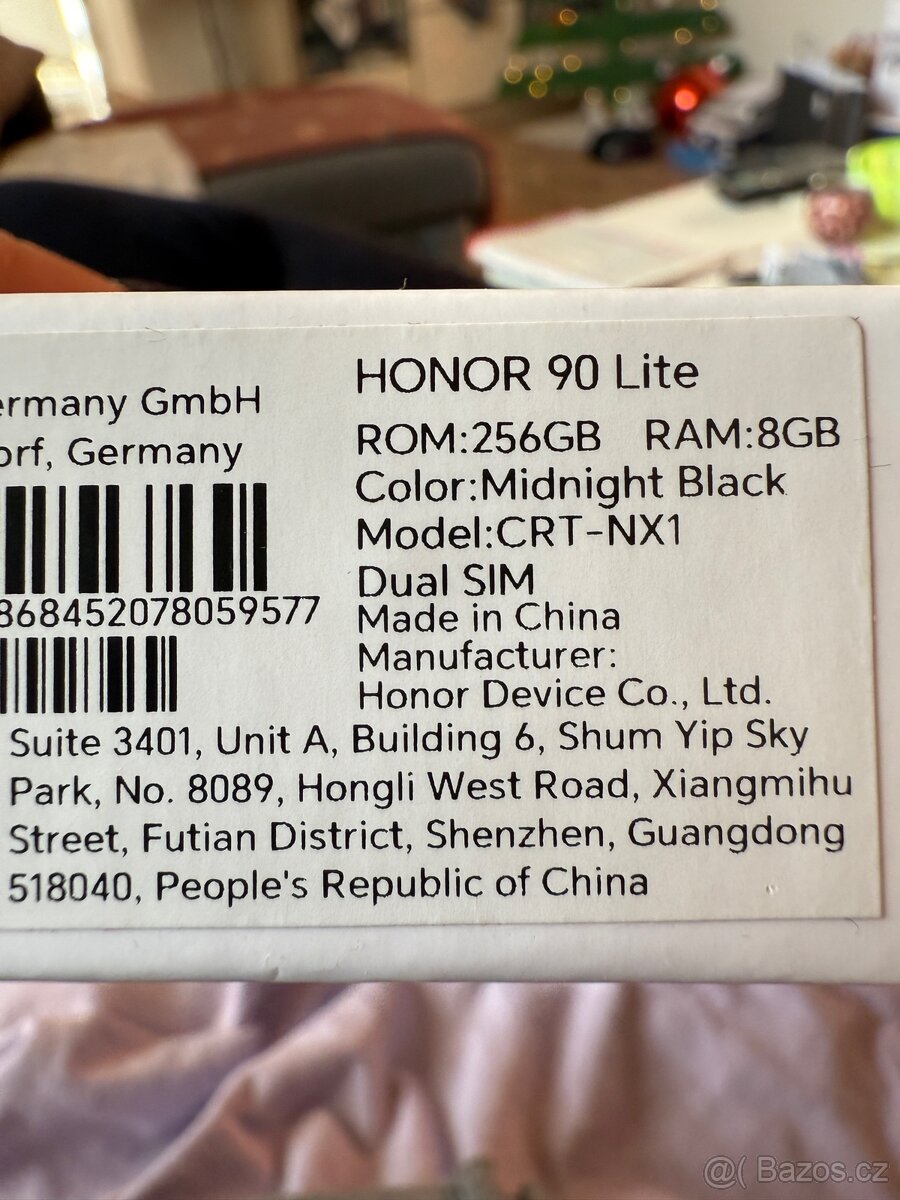 ermany GmbH
orf, Germany
868452078059577
HONOR 90 Lite
ROM:256GB RAM:8GB
Color:Midnight Black
Model:CRT-NX1
Dual SIM
Made in China
Manufacturer:
Honor Device Co., Ltd.
Suite 3401, Unit A, Building 6, Shum Yip Sky
Park, No. 8089, Hongli West Road, Xiangmihu
Street, Futian District, Shenzhen, Guangdong
518040, People's Republic of China
@( Bazos.cz